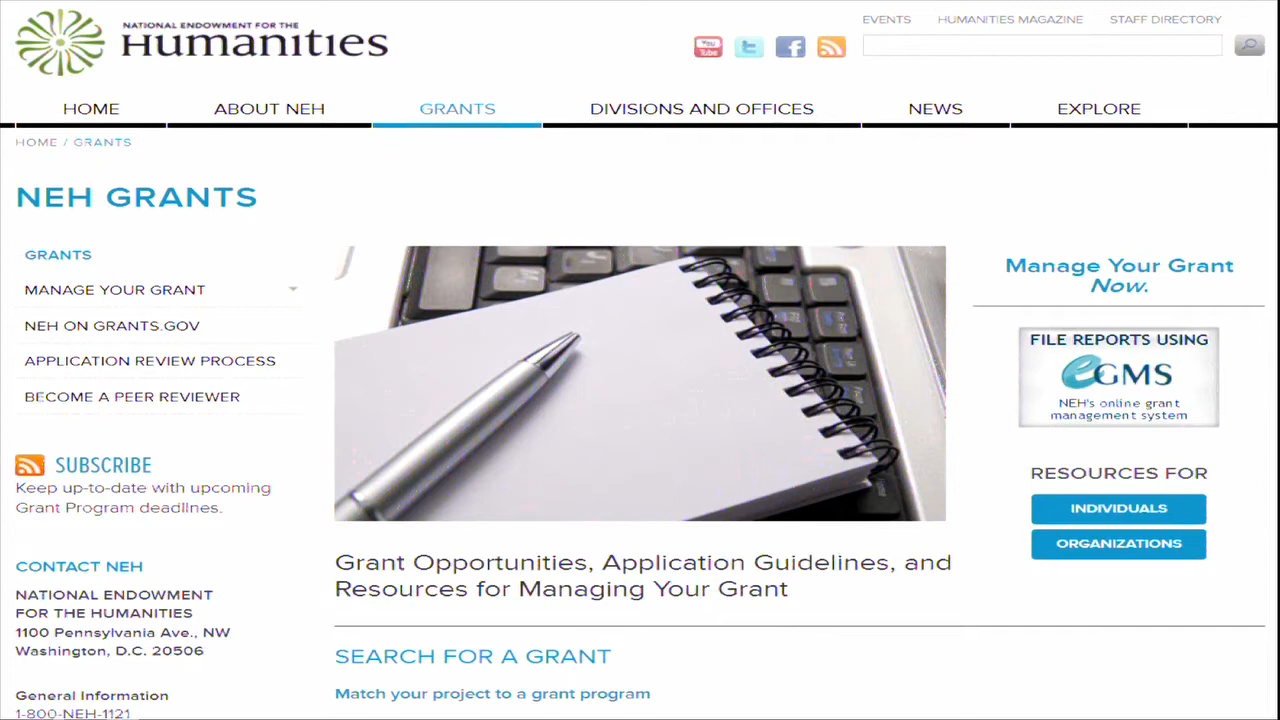 NATIONAL ENDOWMENT FOR THE
HUMANITIES
EVENTS
HUMANITIES MAGAZINE
STAFF DIRECTORY
You
Tube
HOME
ABOUT NEH
GRANTS
DIVISIONS AND OFFICES
NEWS
EXPLORE
HOME / GRANTS
NEH GRANTS
GRANTS
MANAGE YOUR GRANT
NEH ON GRANTS.GOV
APPLICATION REVIEW PROCESS
BECOME A PEER REVIEWER
SUBSCRIBE
Keep up-to-date with upcoming
Grant Program deadlines.
CONTACT NEH
NATIONAL ENDOWMENT
FOR THE HUMANITIES
1100 Pennsylvania Ave., NW
Washington, D.C. 20506
General Information
1-800-NEH-1121
Grant Opportunities, Application Guidelines, and
Resources for Managing Your Grant
SEARCH FOR A GRANT
Match your project to a grant program
Manage Your Grant
Now.
FILE REPORTS USING
eGMS
NEH's online grant
management system
RESOURCES FOR
INDIVIDUALS
ORGANIZATIONS